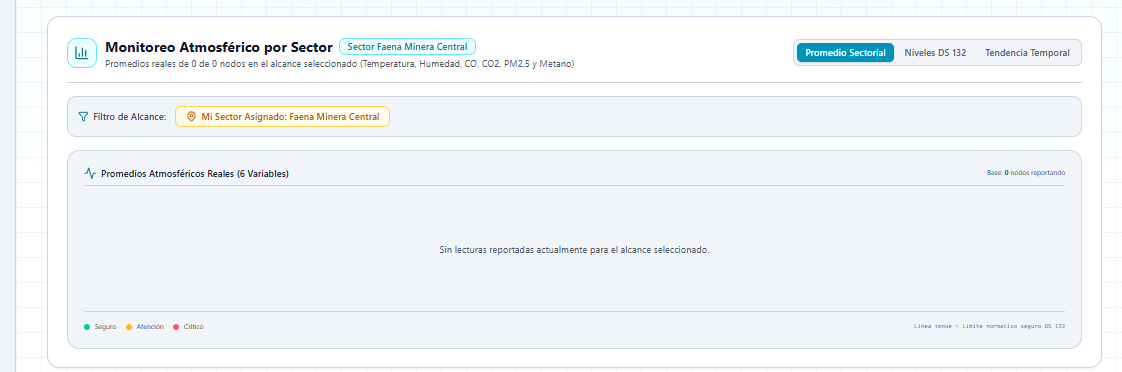 Monitoreo Atmosférico por Sector Sector Faena Minera Central
Promedios reales de 0 de 0 nodos en el alcance seleccionado (Temperatura, Humedad, CO, CO2, PM2.5 y Metano)
Promedio Sectorial Niveles DS 132 Tendencia Temporal
Filtro de Alcance: Mi Sector Asignado: Faena Minera Central
Promedios Atmosféricos Reales (6 Variables) Base: 0 nodos reportando
Sin lecturas reportadas actualmente para el alcance seleccionado.
Seguro Atención Crítico Línea tenue = Límite normativo seguro DS 132